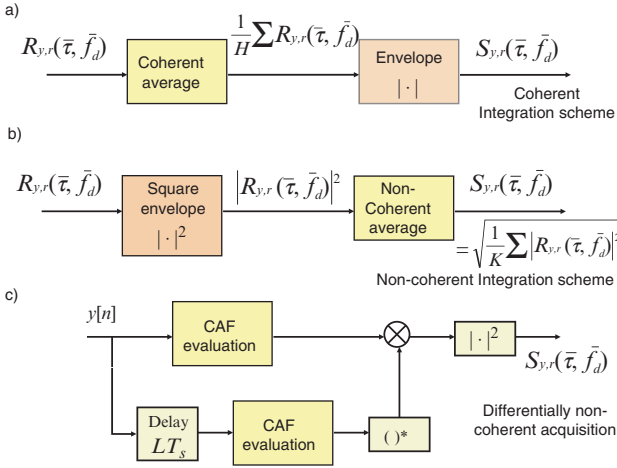 a)
R_{y,r}(τ̄, f̄_d)
Coherent
average
1/H ∑ R_{y,r}(τ̄, f̄_d)
Envelope
|·|
S_{y,r}(τ̄, f̄_d)
Coherent
Integration scheme
b)
R_{y,r}(τ̄, f̄_d)
Square
envelope
|·|²
|R_{y,r}(τ̄, f̄_d)|²
Non-
Coherent
average
S_{y,r}(τ̄, f̄_d)
= √(1/K ∑ |R_{y,r}(τ̄, f̄_d)|²)
Non-coherent Integration scheme
c)
y[n]
CAF
evaluation
|·|²
S_{y,r}(τ̄, f̄_d)
Delay
LT_s
CAF
evaluation
( )*
Differentially non-
coherent acquisition